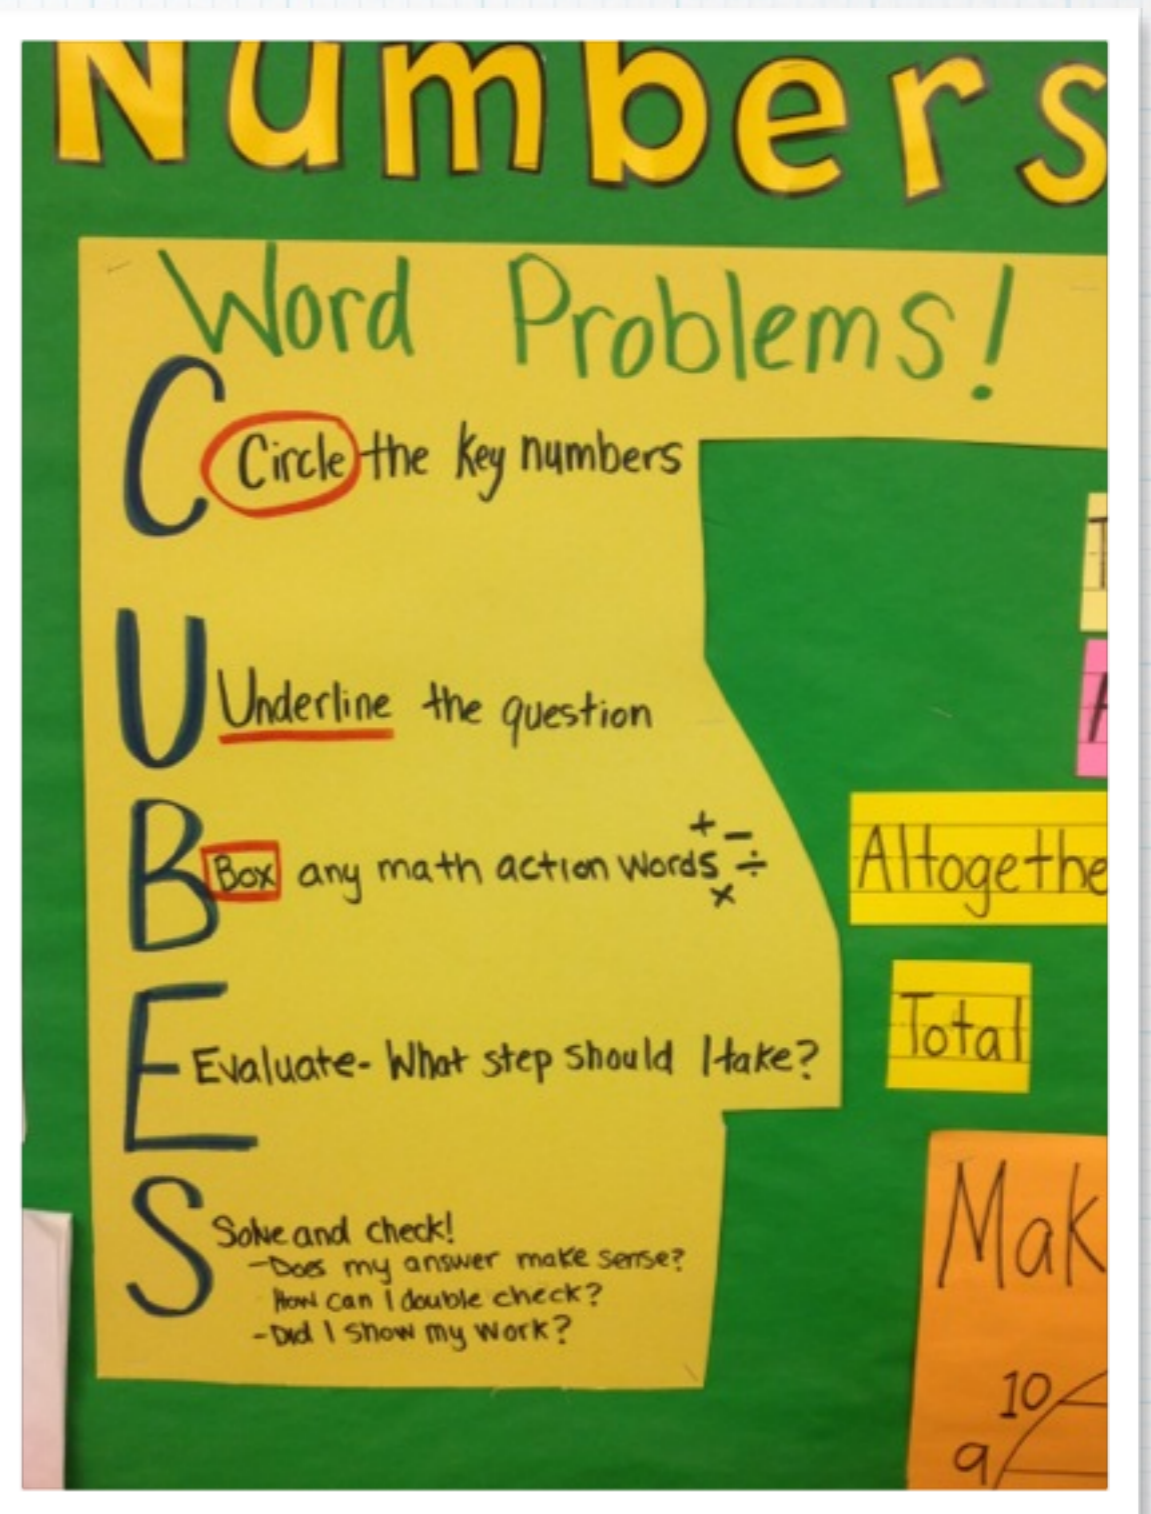 Numbers
Word Problems!
C Circle the key numbers
U Underline the question
B Box any math action words + - ÷ x
E Evaluate- What step should I take?
S Solve and check!
-Does my answer make sense?
How can I double check?
-Did I show my work?
Altogethe
Total
Mak
10
9